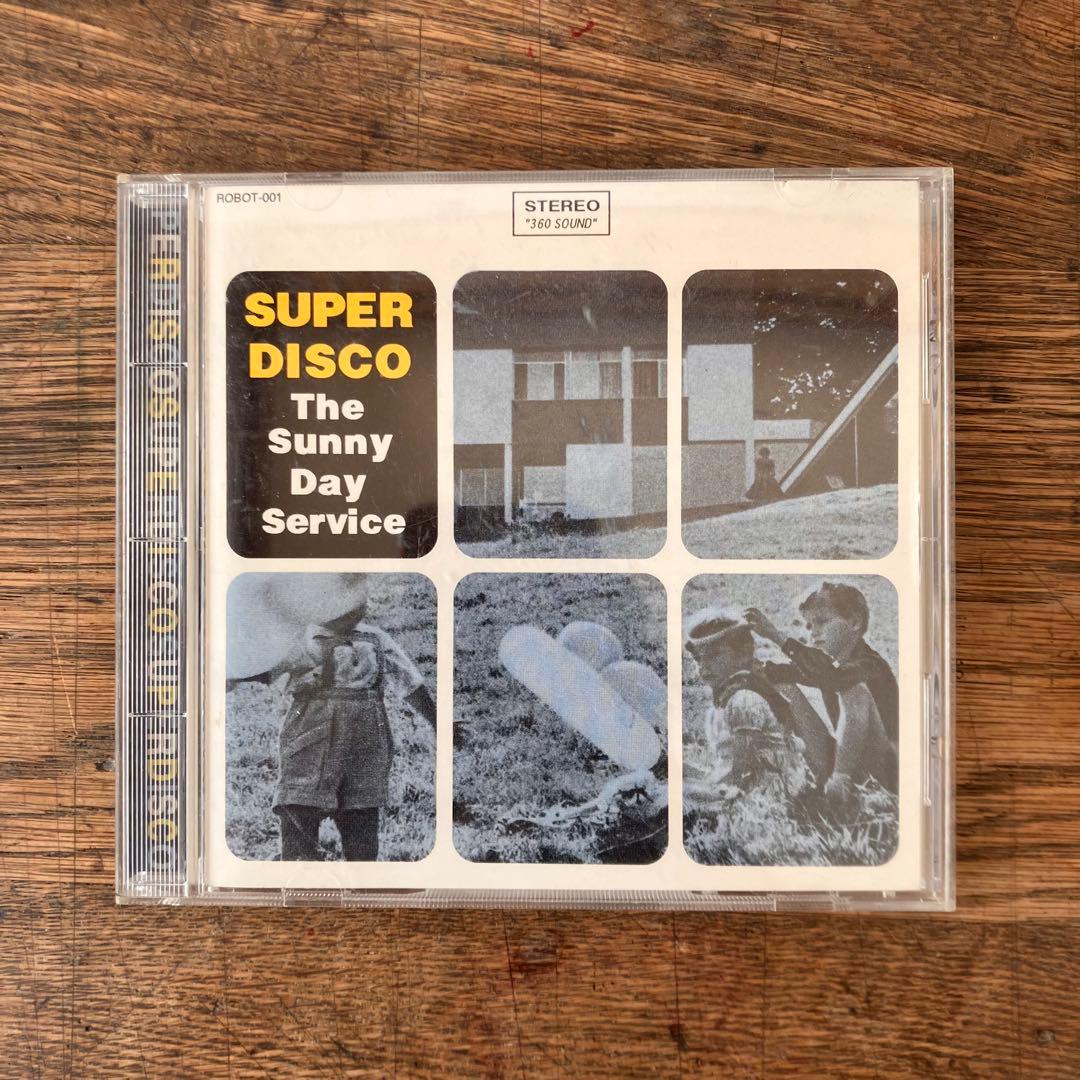 ROBOT-001
STEREO
"360 SOUND"
SUPER
DISCO
The
Sunny
Day
Service